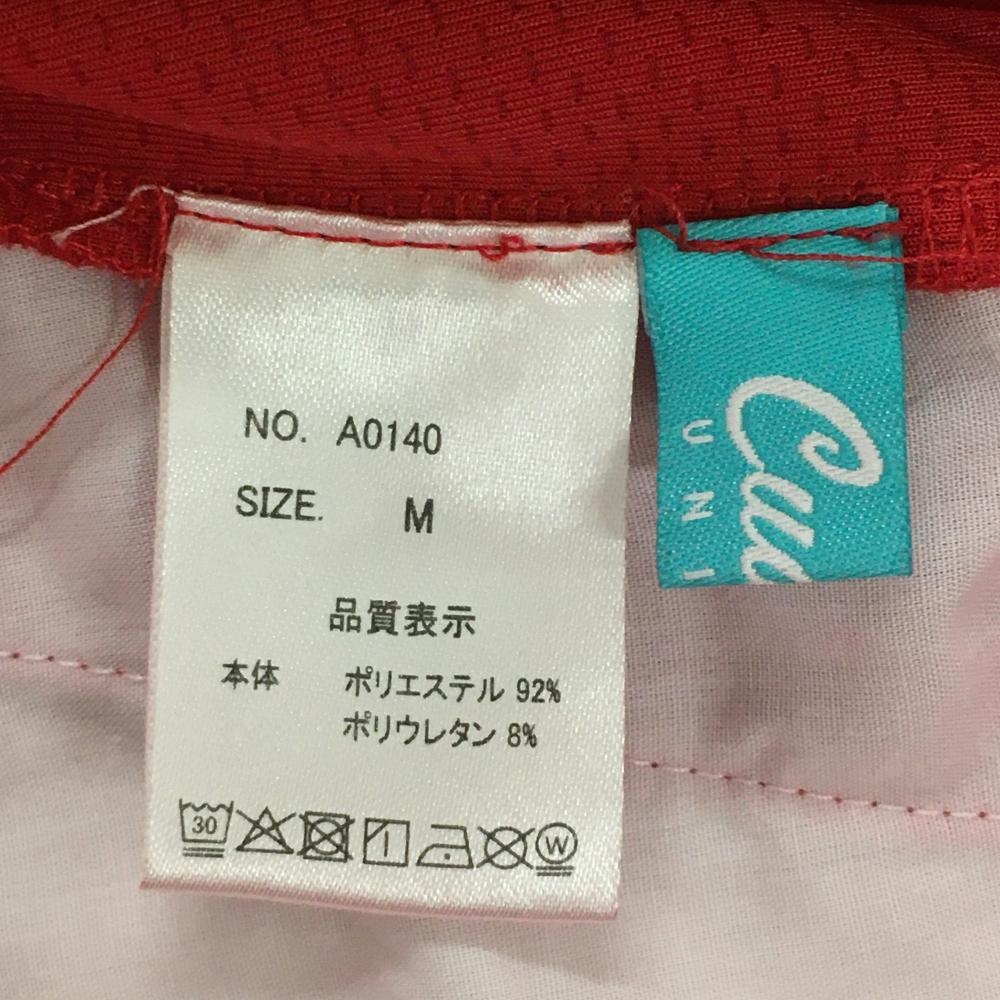 NO. A0140
SIZE. M
品質表示
本体 ポリエステル 92%
ポリウレタン 8%
30
W
U N I